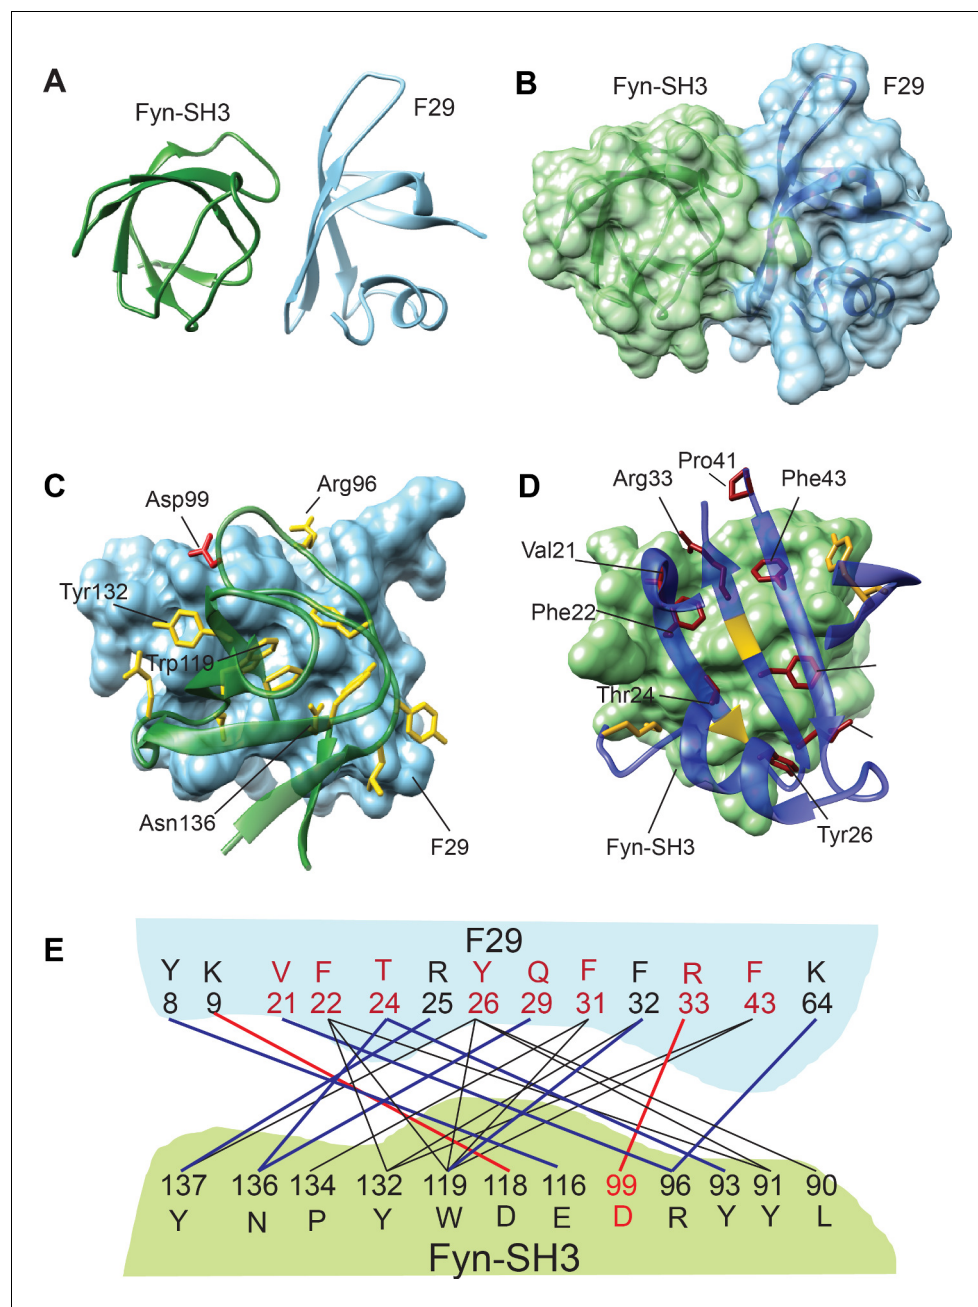 A
Fyn-SH3
F29
B
Fyn-SH3
F29
C
Asp99
Arg96
Tyr132
Trp119
Asn136
F29
D
Pro41
Arg33
Phe43
Val21
Phe22
Thr24
Fyn-SH3
Tyr26
E
F29
Y K V F T R Y Q F F R F K
8 9 21 22 24 25 26 29 31 32 33 43 64
137 136 134 132 119 118 116 99 96 93 91 90
Y N P Y W D E D R Y Y L
Fyn-SH3